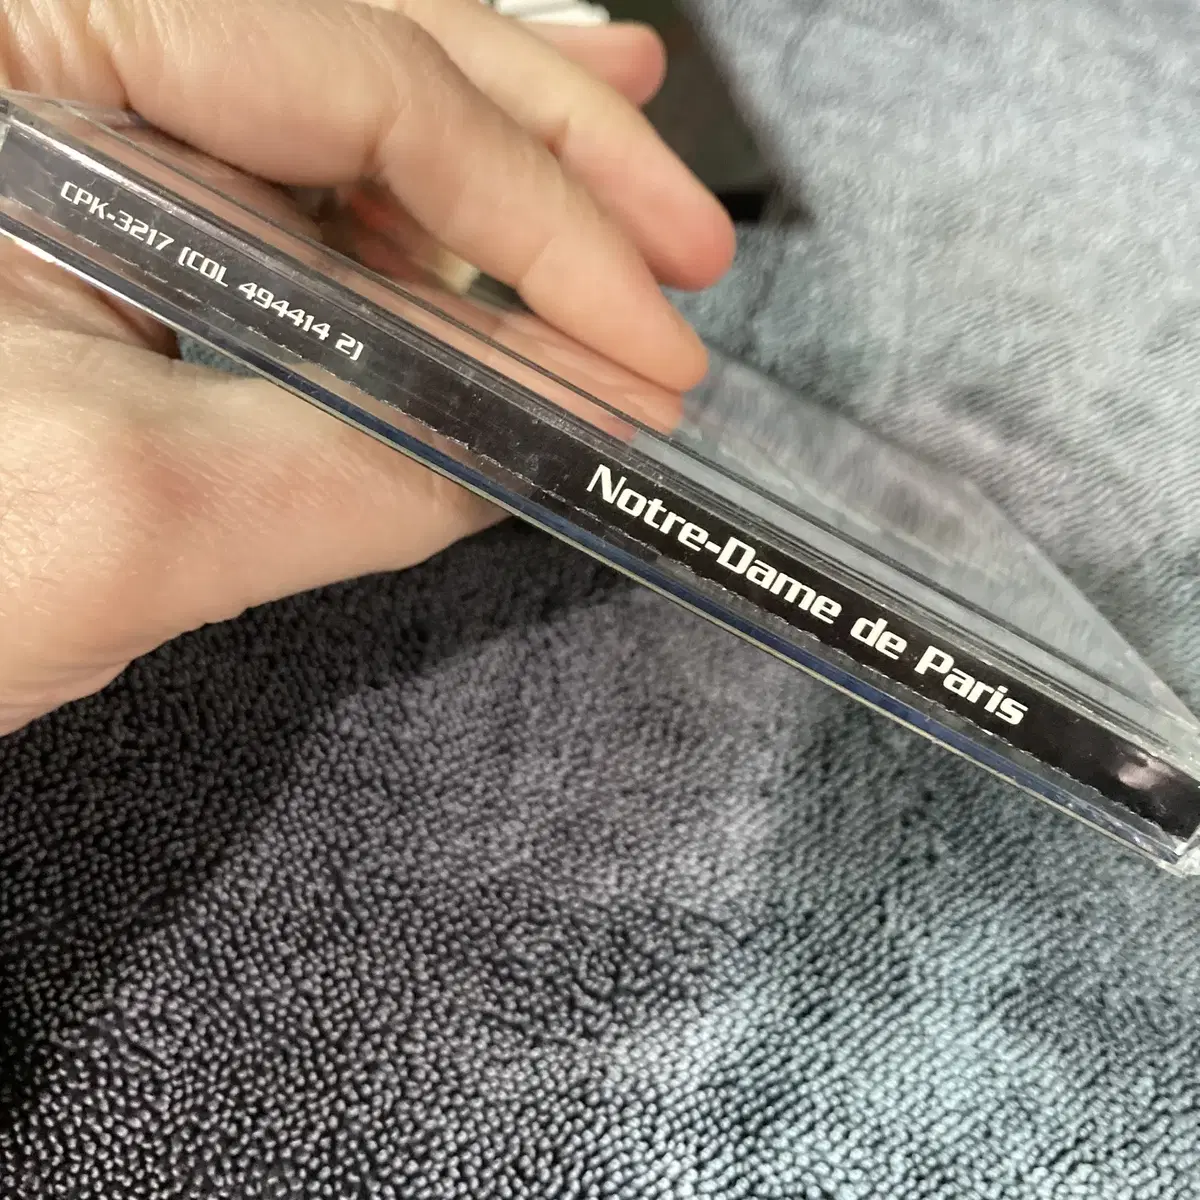 CPK-3217 [COL 494414 2]
Notre-Dame de Paris